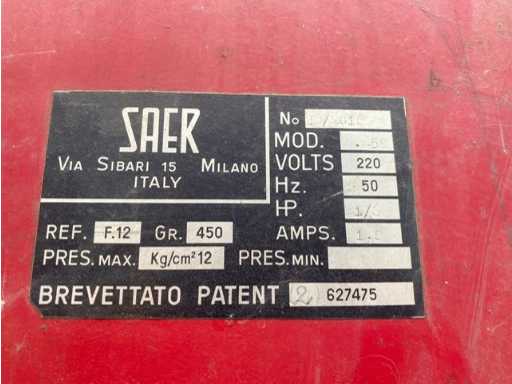 SAER
VIA SIBARI 15 MILANO
ITALY
No
MOD.
VOLTS 220
Hz. 50
HP.
REF. F.12 GR. 450 AMPS.
PRES. MAX. Kg/cm² 12 PRES. MIN.
BREVETTATO PATENT 2) 627475